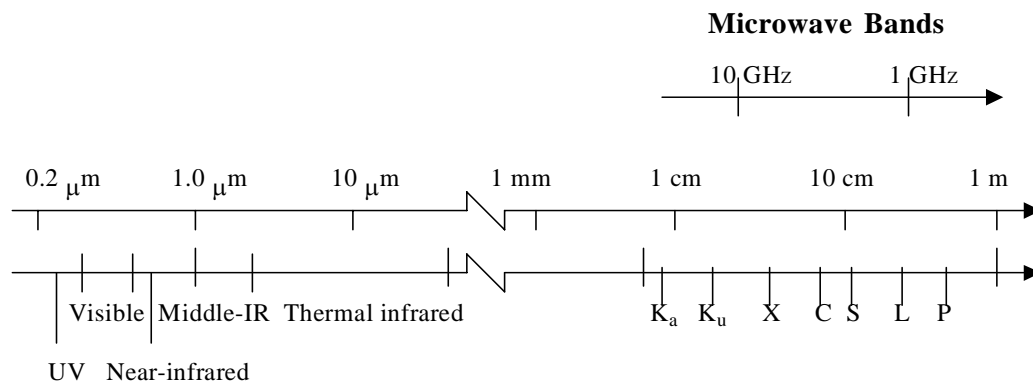 Microwave Bands
10 GHz 1 GHz
0.2 μm 1.0 μm 10 μm 1 mm 1 cm 10 cm 1 m
Visible Middle-IR Thermal infrared Ka Ku X C S L P
UV Near-infrared